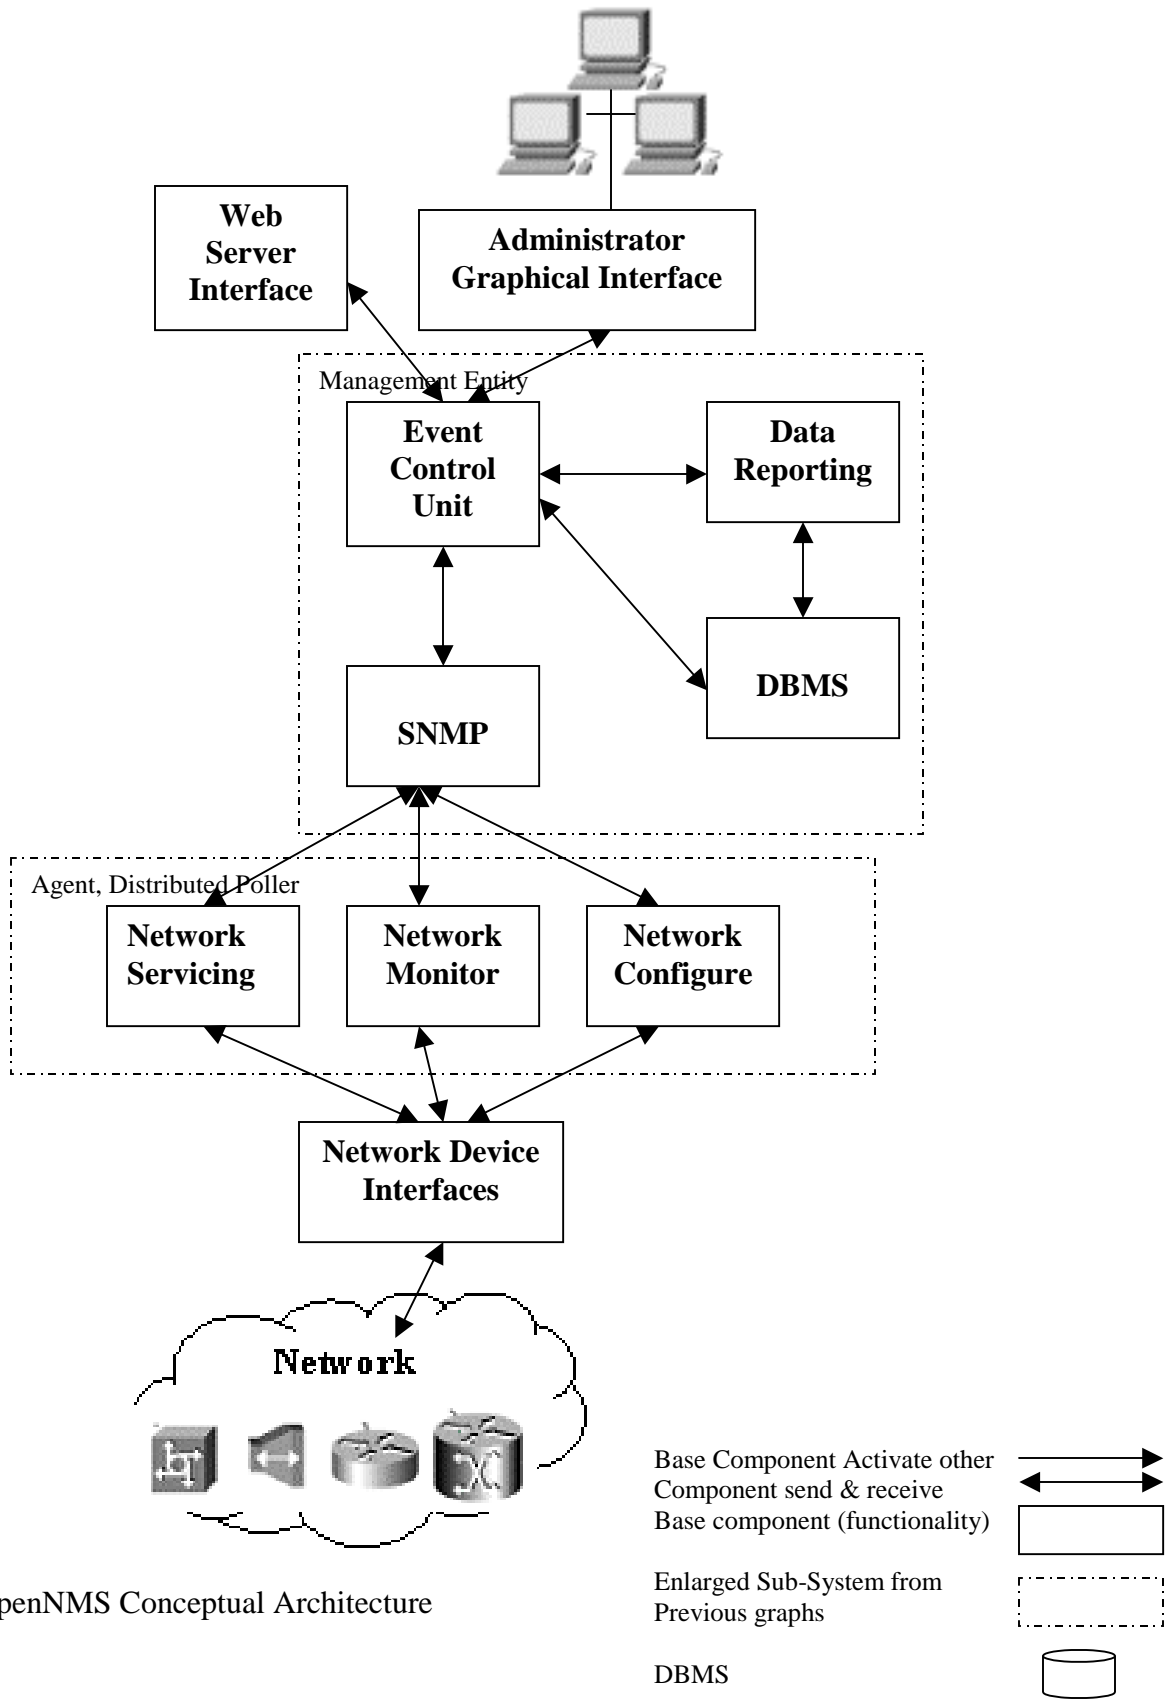 Web
Server
Interface
Administrator
Graphical Interface
Management Entity
Event
Control
Unit
Data
Reporting
DBMS
SNMP
Agent, Distributed Poller
Network
Servicing
Network
Monitor
Network
Configure
Network Device
Interfaces
Network
Base Component Activate other
Component send & receive
Base component (functionality)
Enlarged Sub-System from
Previous graphs
DBMS
penNMS Conceptual Architecture